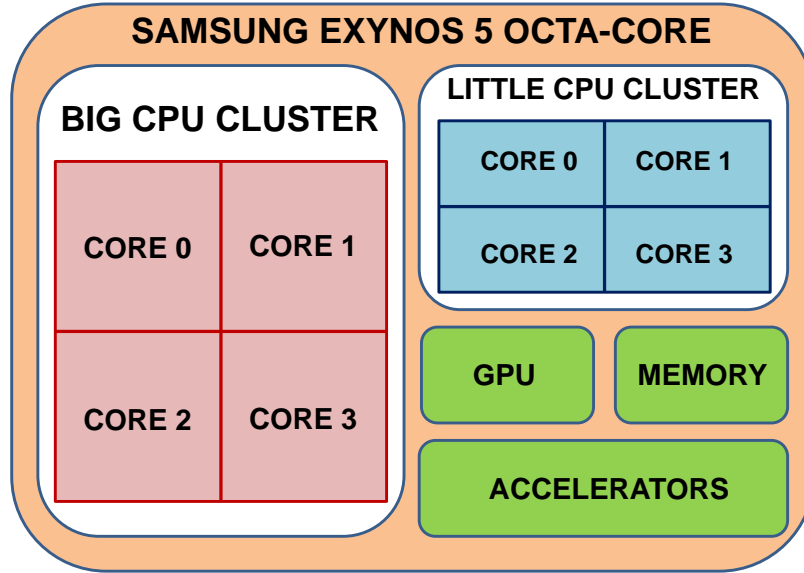 SAMSUNG EXYNOS 5 OCTA-CORE
BIG CPU CLUSTER
CORE 0
CORE 1
CORE 2
CORE 3
LITTLE CPU CLUSTER
CORE 0
CORE 1
CORE 2
CORE 3
GPU
MEMORY
ACCELERATORS